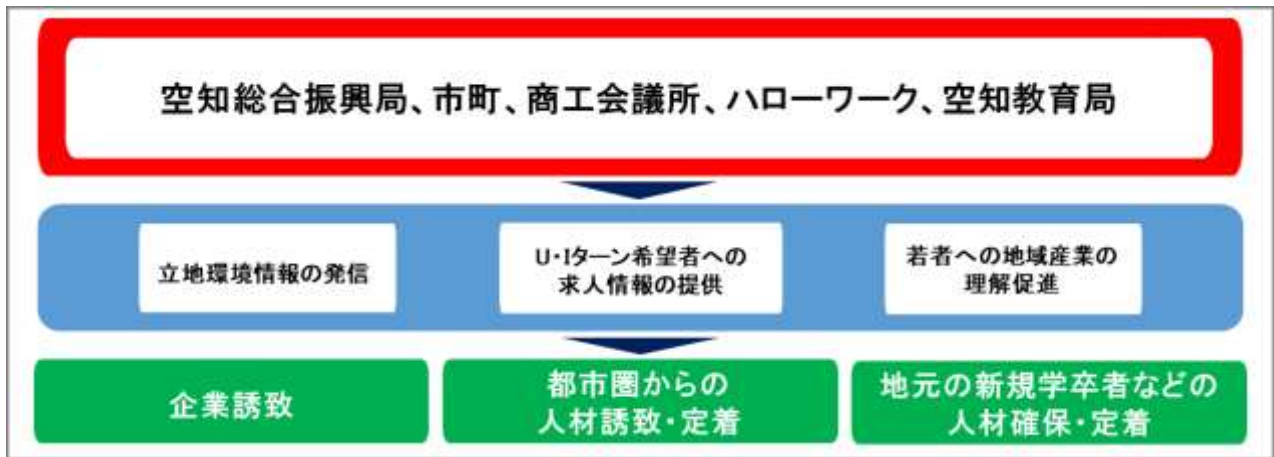 空知総合振興局、市町、商工会議所、ハローワーク、空知教育局
立地環境情報の発信
U・Iターン希望者への
求人情報の提供
若者への地域産業の
理解促進
企業誘致
都市圏からの
人材誘致・定着
地元の新規学卒者などの
人材確保・定着